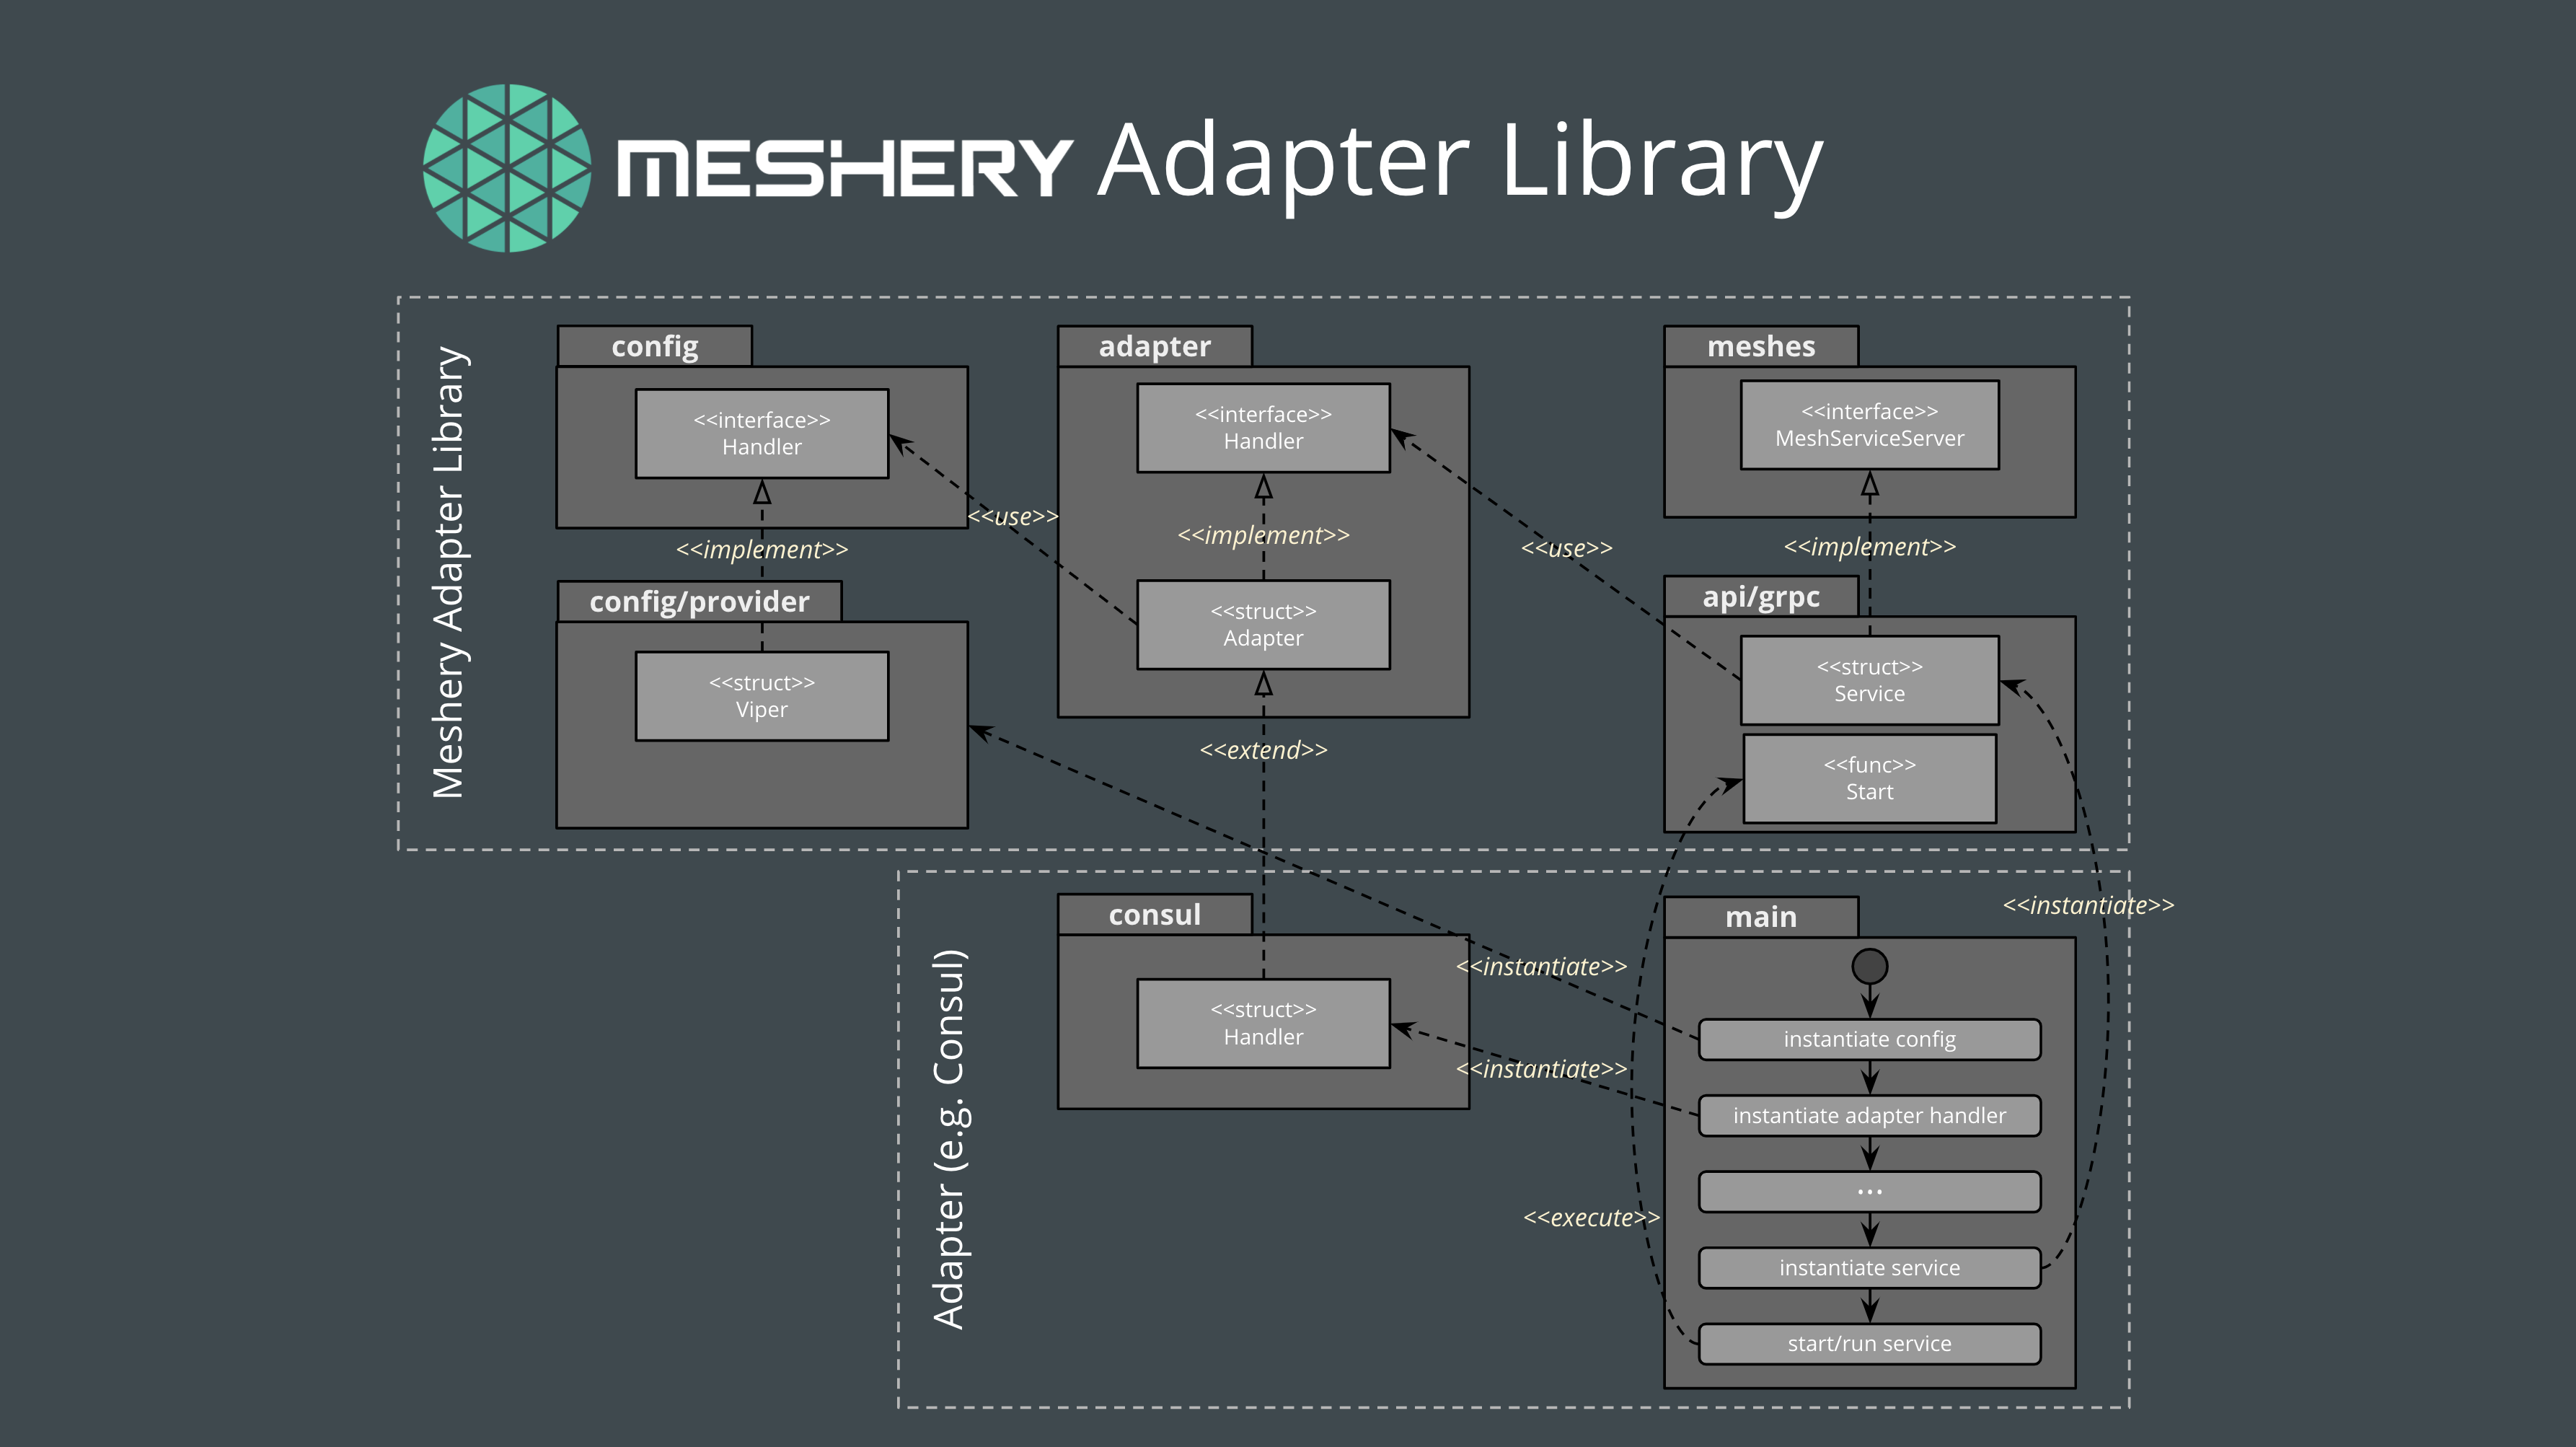 MESHERY Adapter Library
Meshery Adapter Library
config
<<interface>>
Handler
<<implement>>
config/provider
<<struct>>
Viper
<<use>>
adapter
<<interface>>
Handler
<<implement>>
<<struct>>
Adapter
<<extend>>
<<use>>
meshes
<<interface>>
MeshServiceServer
<<implement>>
api/grpc
<<struct>>
Service
<<func>>
Start
Adapter (e.g. Consul)
consul
<<struct>>
Handler
<<instantiate>>
<<instantiate>>
<<execute>>
<<instantiate>>
main
instantiate config
instantiate adapter handler
...
instantiate service
start/run service